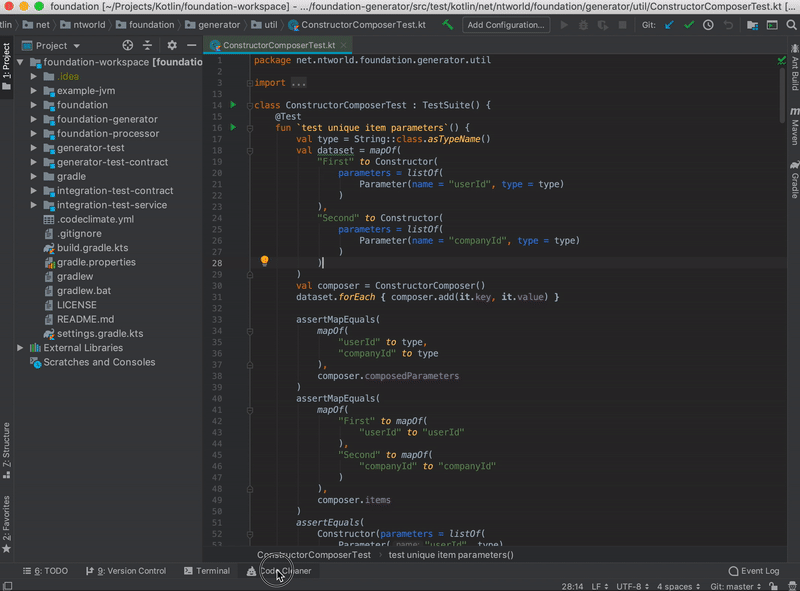 foundation [~/Projects/Kotlin/foundation-workspace] - .../foundation-generator/src/test/kotlin/net/ntworld/foundation/generator/util/ConstructorComposerTest.kt [
tlin net ntworld foundation generator util ConstructorComposerTest.kt Add Configuration... Git:
Project ConstructorComposerTest.kt
1: Project
foundation-workspace [foundatio
.idea
example-jvm
foundation
foundation-generator
foundation-processor
generator-test
generator-test-contract
gradle
integration-test-contract
integration-test-service
.codeclimate.yml
.gitignore
build.gradle.kts
gradle.properties
gradlew
gradlew.bat
LICENSE
README.md
settings.gradle.kts
External Libraries
Scratches and Consoles
7: Structure
2: Favorites
1 package net.ntworld.foundation.generator.util
2
3 import ...
13
14 class ConstructorComposerTest : TestSuite() {
15 @Test
16 fun `test unique item parameters`() {
17 val type = String::class.asTypeName()
18 val dataset = mapOf(
19 "First" to Constructor(
20 parameters = listOf(
21 Parameter(name = "userId", type = type)
22 )
23 ),
24 "Second" to Constructor(
25 parameters = listOf(
26 Parameter(name = "companyId", type = type)
27 )
28 )
29 )
30 val composer = ConstructorComposer()
31 dataset.forEach { composer.add(it.key, it.value) }
32
33 assertMapEquals(
34 mapOf(
35 "userId" to type,
36 "companyId" to type
37 ),
38 composer.composedParameters
39 )
40 assertMapEquals(
41 mapOf(
42 "First" to mapOf(
43 "userId" to "userId"
44 ),
45 "Second" to mapOf(
46 "companyId" to "companyId"
47 )
48 ),
49 composer.items
50 )
51 assertEquals(
52 Constructor(parameters = listOf(
53 Parameter( name: "userId", type)
Ant Build
Maven
Gradle
ConstructorComposerTest › test unique item parameters()
6: TODO 9: Version Control Terminal Code Cleaner Event Log
28:14 LF UTF-8 4 spaces Git: master